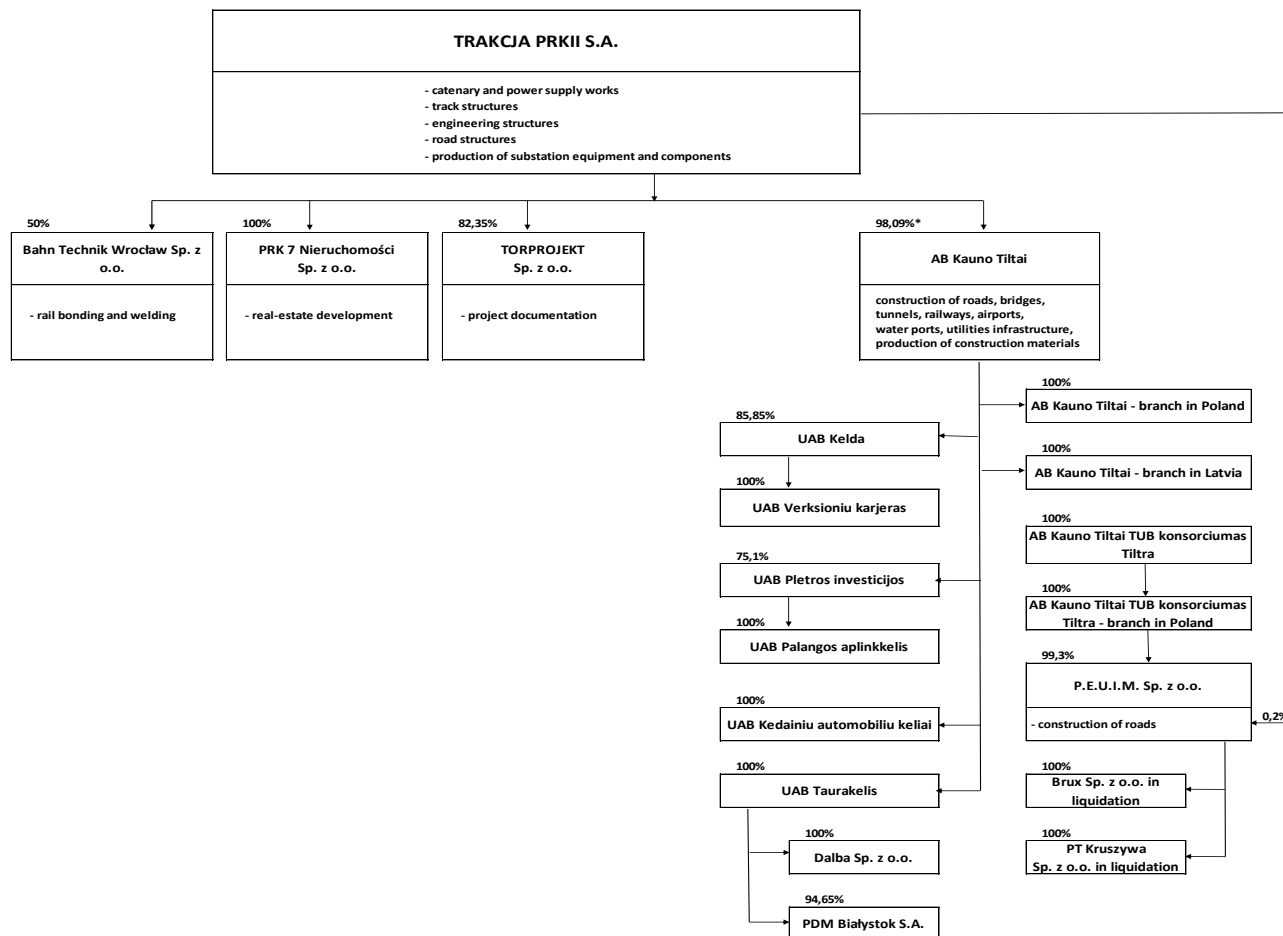 TRAKCJA PRKII S.A.
- catenary and power supply works
- track structures
- engineering structures
- road structures
- production of substation equipment and components
50%
Bahn Technik Wrocław Sp. z
o.o.
- rail bonding and welding
100%
PRK 7 Nieruchomości
Sp. z o.o.
- real-estate development
82,35%
TORPROJEKT
Sp. z o.o.
- project documentation
98,09%*
AB Kauno Tiltai
construction of roads, bridges,
tunnels, railways, airports,
water ports, utilities infrastructure,
production of construction materials
85,85%
UAB Kelda
100%
UAB Verksioniu karjeras
75,1%
UAB Pletros investicijos
100%
UAB Palangos aplinkkelis
100%
UAB Kedainiu automobiliu keliai
100%
UAB Taurakelis
100%
Dalba Sp. z o.o.
94,65%
PDM Białystok S.A.
100%
AB Kauno Tiltai - branch in Poland
100%
AB Kauno Tiltai - branch in Latvia
100%
AB Kauno Tiltai TUB konsorciumas
Tiltra
100%
AB Kauno Tiltai TUB konsorciumas
Tiltra - branch in Poland
99,3%
P.E.U.I.M. Sp. z o.o.
- construction of roads
0,2%
100%
Brux Sp. z o.o. in
liquidation
100%
PT Kruszywa
Sp. z o.o. in liquidation